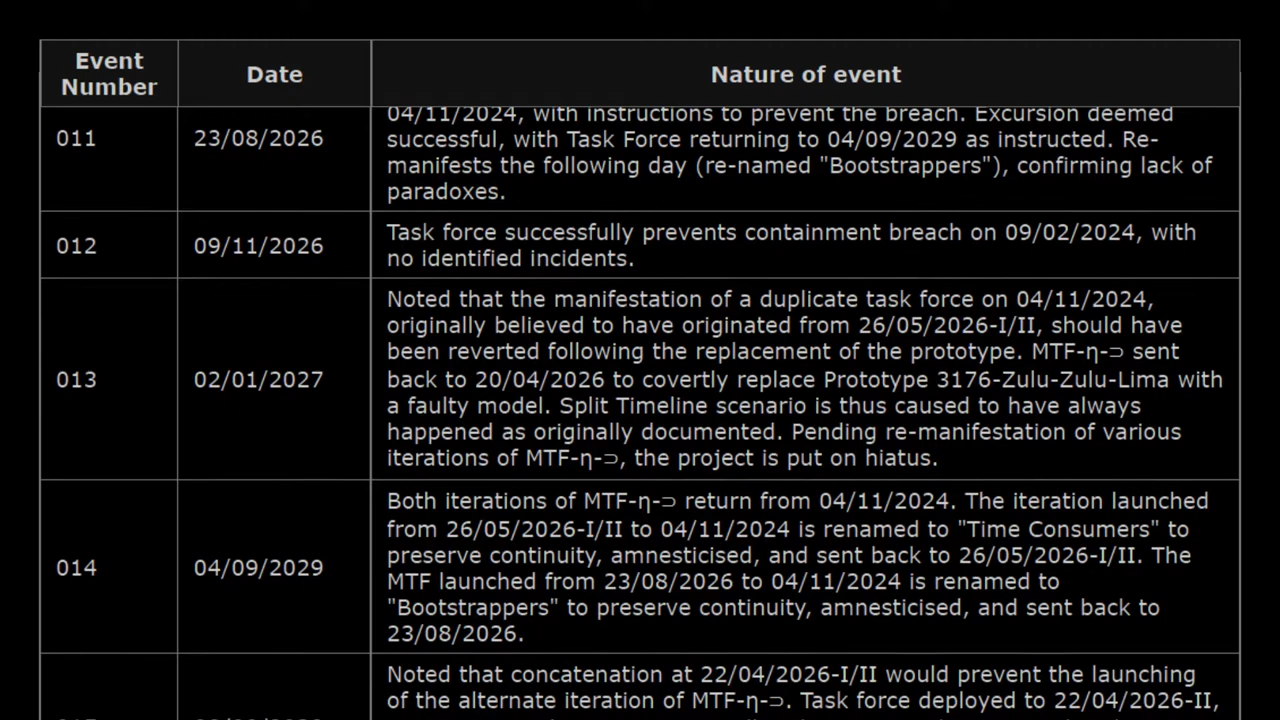 Event
Number
Date
Nature of event
011
23/08/2026
04/11/2024, with instructions to prevent the breach. Excursion deemed
successful, with Task Force returning to 04/09/2029 as instructed. Re-
manifests the following day (re-named "Bootstrappers"), confirming lack of
paradoxes.
012
09/11/2026
Task force successfully prevents containment breach on 09/02/2024, with
no identified incidents.
013
02/01/2027
Noted that the manifestation of a duplicate task force on 04/11/2024,
originally believed to have originated from 26/05/2026-I/II, should have
been reverted following the replacement of the prototype. MTF-η-⊃ sent
back to 20/04/2026 to covertly replace Prototype 3176-Zulu-Zulu-Lima with
a faulty model. Split Timeline scenario is thus caused to have always
happened as originally documented. Pending re-manifestation of various
iterations of MTF-η-⊃, the project is put on hiatus.
014
04/09/2029
Both iterations of MTF-η-⊃ return from 04/11/2024. The iteration launched
from 26/05/2026-I/II to 04/11/2024 is renamed to "Time Consumers" to
preserve continuity, amnesticised, and sent back to 26/05/2026-I/II. The
MTF launched from 23/08/2026 to 04/11/2024 is renamed to
"Bootstrappers" to preserve continuity, amnesticised, and sent back to
23/08/2026.
Noted that concatenation at 22/04/2026-I/II would prevent the launching
of the alternate iteration of MTF-η-⊃. Task force deployed to 22/04/2026-II,